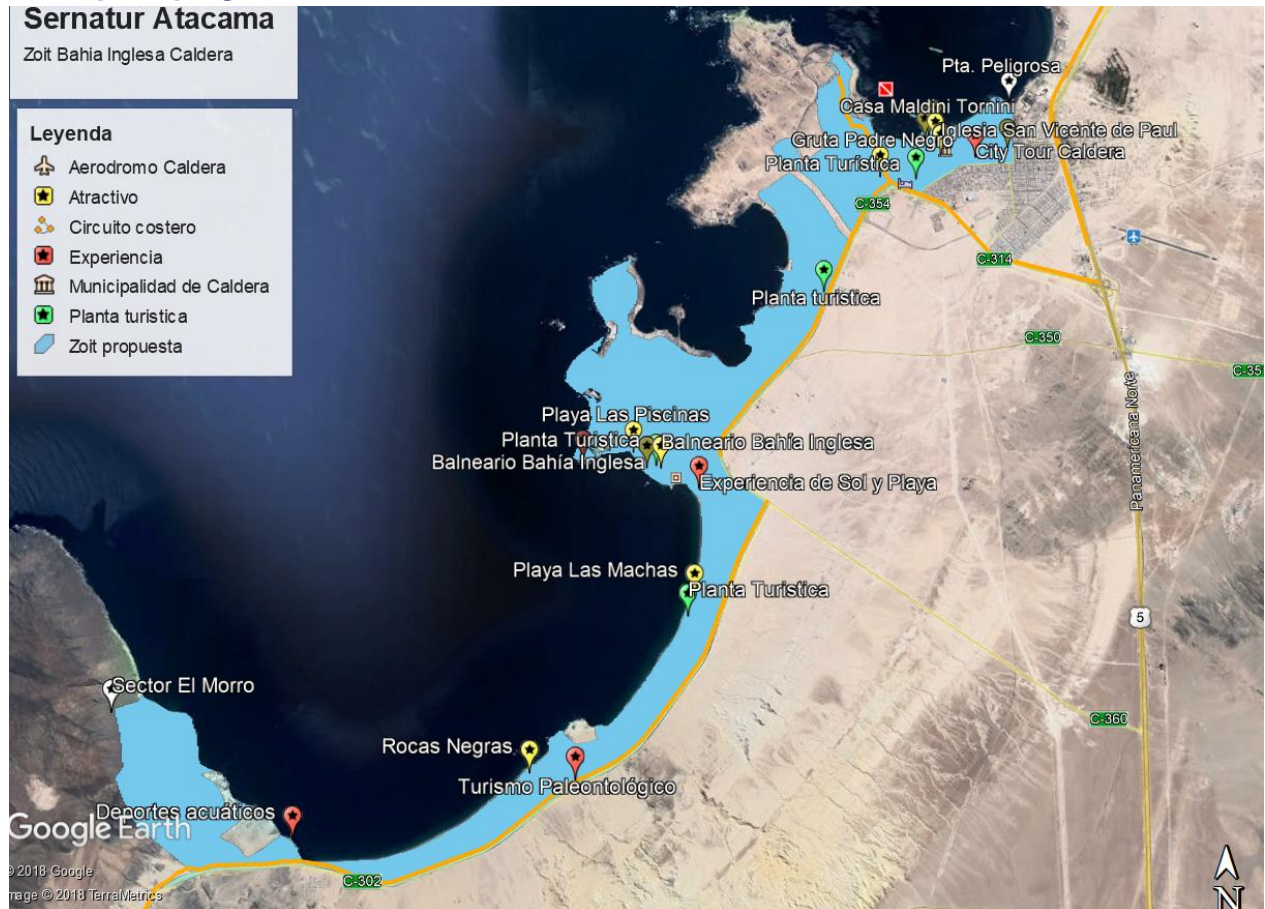 Sernatur Atacama
Zoit Bahia Inglesa Caldera
Leyenda
Aerodromo Caldera
Atractivo
Circuito costero
Experiencia
Municipalidad de Caldera
Planta turistica
Zoit propuesta
Pta. Peligrosa
Casa Maldini Tornini
Iglesia San Vicente de Paul
Gruta Padre Negro
City Tour Caldera
Planta Turística
C-354
C-314
Planta turistica
C-350
C-351
Playa Las Piscinas
Planta Turistica
Balneario Bahía Inglesa
Balneario Bahía Inglesa
Experiencia de Sol y Playa
Panamericana Norte
Playa Las Machas
Planta Turistica
5
Sector El Morro
C-360
Rocas Negras
Turismo Paleontológico
Deportes acuáticos
Google Earth
© 2018 Google
C-302
mage © 2018 TerraMetrics
N